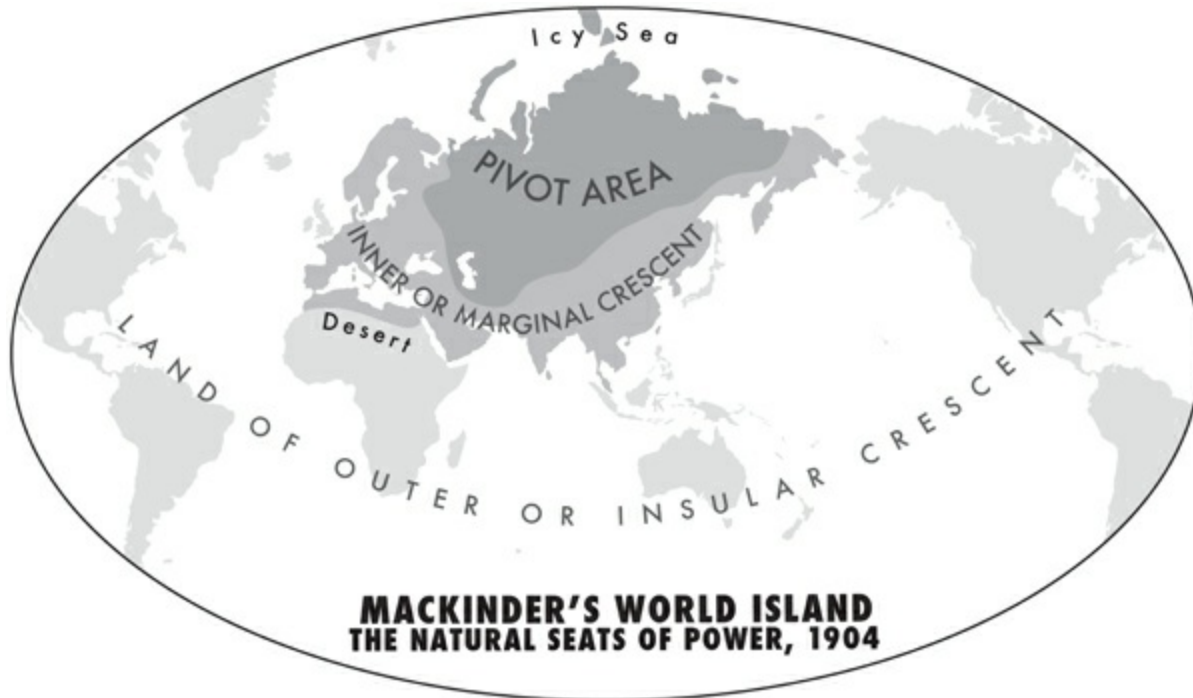 Icy Sea
PIVOT AREA
INNER OR MARGINAL CRESCENT
Desert
LAND OF OUTER OR INSULAR CRESCENT
MACKINDER'S WORLD ISLAND
THE NATURAL SEATS OF POWER, 1904